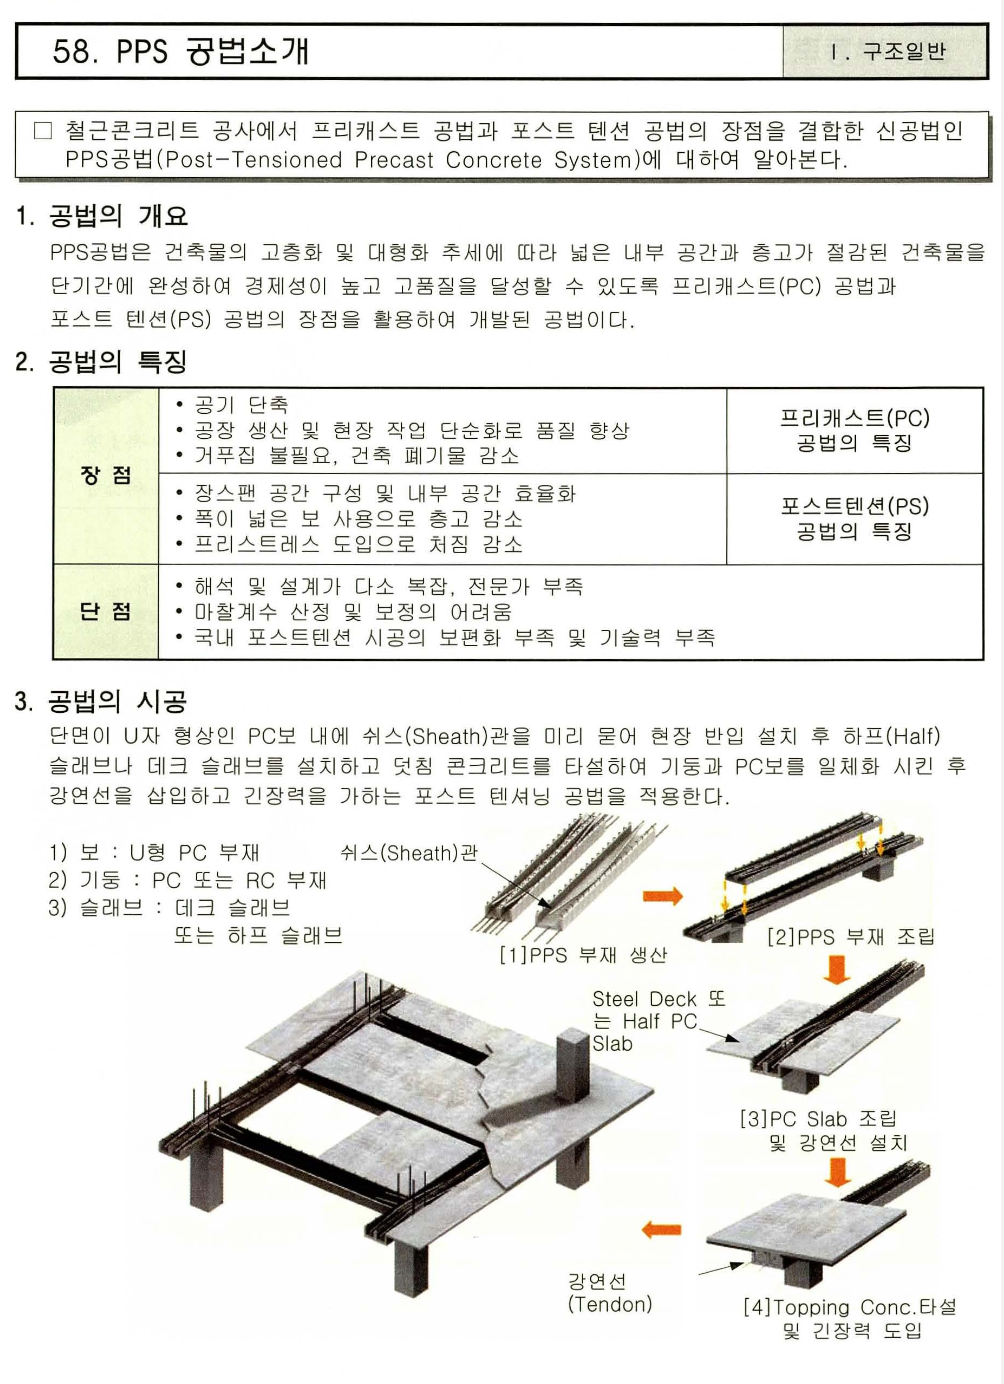 58. PPS 공법소개
Ⅰ. 구조일반
□ 철근콘크리트 공사에서 프리캐스트 공법과 포스트 텐션 공법의 장점을 결합한 신공법인
PPS공법(Post-Tensioned Precast Concrete System)에 대하여 알아본다.
1. 공법의 개요
PPS공법은 건축물의 고층화 및 대형화 추세에 따라 넓은 내부 공간과 층고가 절감된 건축물을
단기간에 완성하여 경제성이 높고 고품질을 달성할 수 있도록 프리캐스트(PC) 공법과
포스트 텐션(PS) 공법의 장점을 활용하여 개발된 공법이다.
2. 공법의 특징
장 점
• 공기 단축
• 공장 생산 및 현장 작업 단순화로 품질 향상
• 거푸집 불필요, 건축 폐기물 감소
프리캐스트(PC)
공법의 특징
• 장스팬 공간 구성 및 내부 공간 효율화
• 폭이 넓은 보 사용으로 층고 감소
• 프리스트레스 도입으로 처짐 감소
포스트텐션(PS)
공법의 특징
단 점
• 해석 및 설계가 다소 복잡, 전문가 부족
• 마찰계수 산정 및 보정의 어려움
• 국내 포스트텐션 시공의 보편화 부족 및 기술력 부족
3. 공법의 시공
단면이 U자 형상인 PC보 내에 쉬스(Sheath)관을 미리 묻어 현장 반입 설치 후 하프(Half)
슬래브나 데크 슬래브를 설치하고 덧침 콘크리트를 타설하여 기둥과 PC보를 일체화 시킨 후
강연선을 삽입하고 긴장력을 가하는 포스트 텐셔닝 공법을 적용한다.
1) 보 : U형 PC 부재
2) 기둥 : PC 또는 RC 부재
3) 슬래브 : 데크 슬래브
또는 하프 슬래브
쉬스(Sheath)관
[1]PPS 부재 생산
[2]PPS 부재 조립
Steel Deck 또
는 Half PC
Slab
[3]PC Slab 조립
및 강연선 설치
강연선
(Tendon)
[4]Topping Conc.타설
및 긴장력 도입